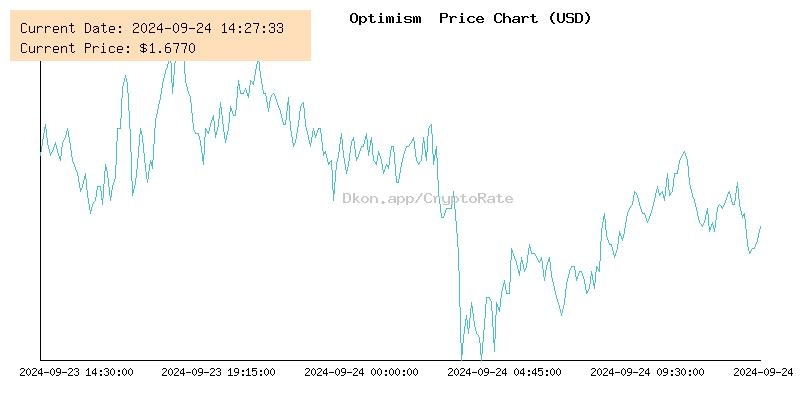 Optimism  Price Chart (USD)
Current Date: 2024-09-24 14:27:33
Current Price: $1.6770
Dkon.app/CryptoRate
2024-09-23 14:30:00 2024-09-23 19:15:00 2024-09-24 00:00:00 2024-09-24 04:45:00 2024-09-24 09:30:00 2024-09-24